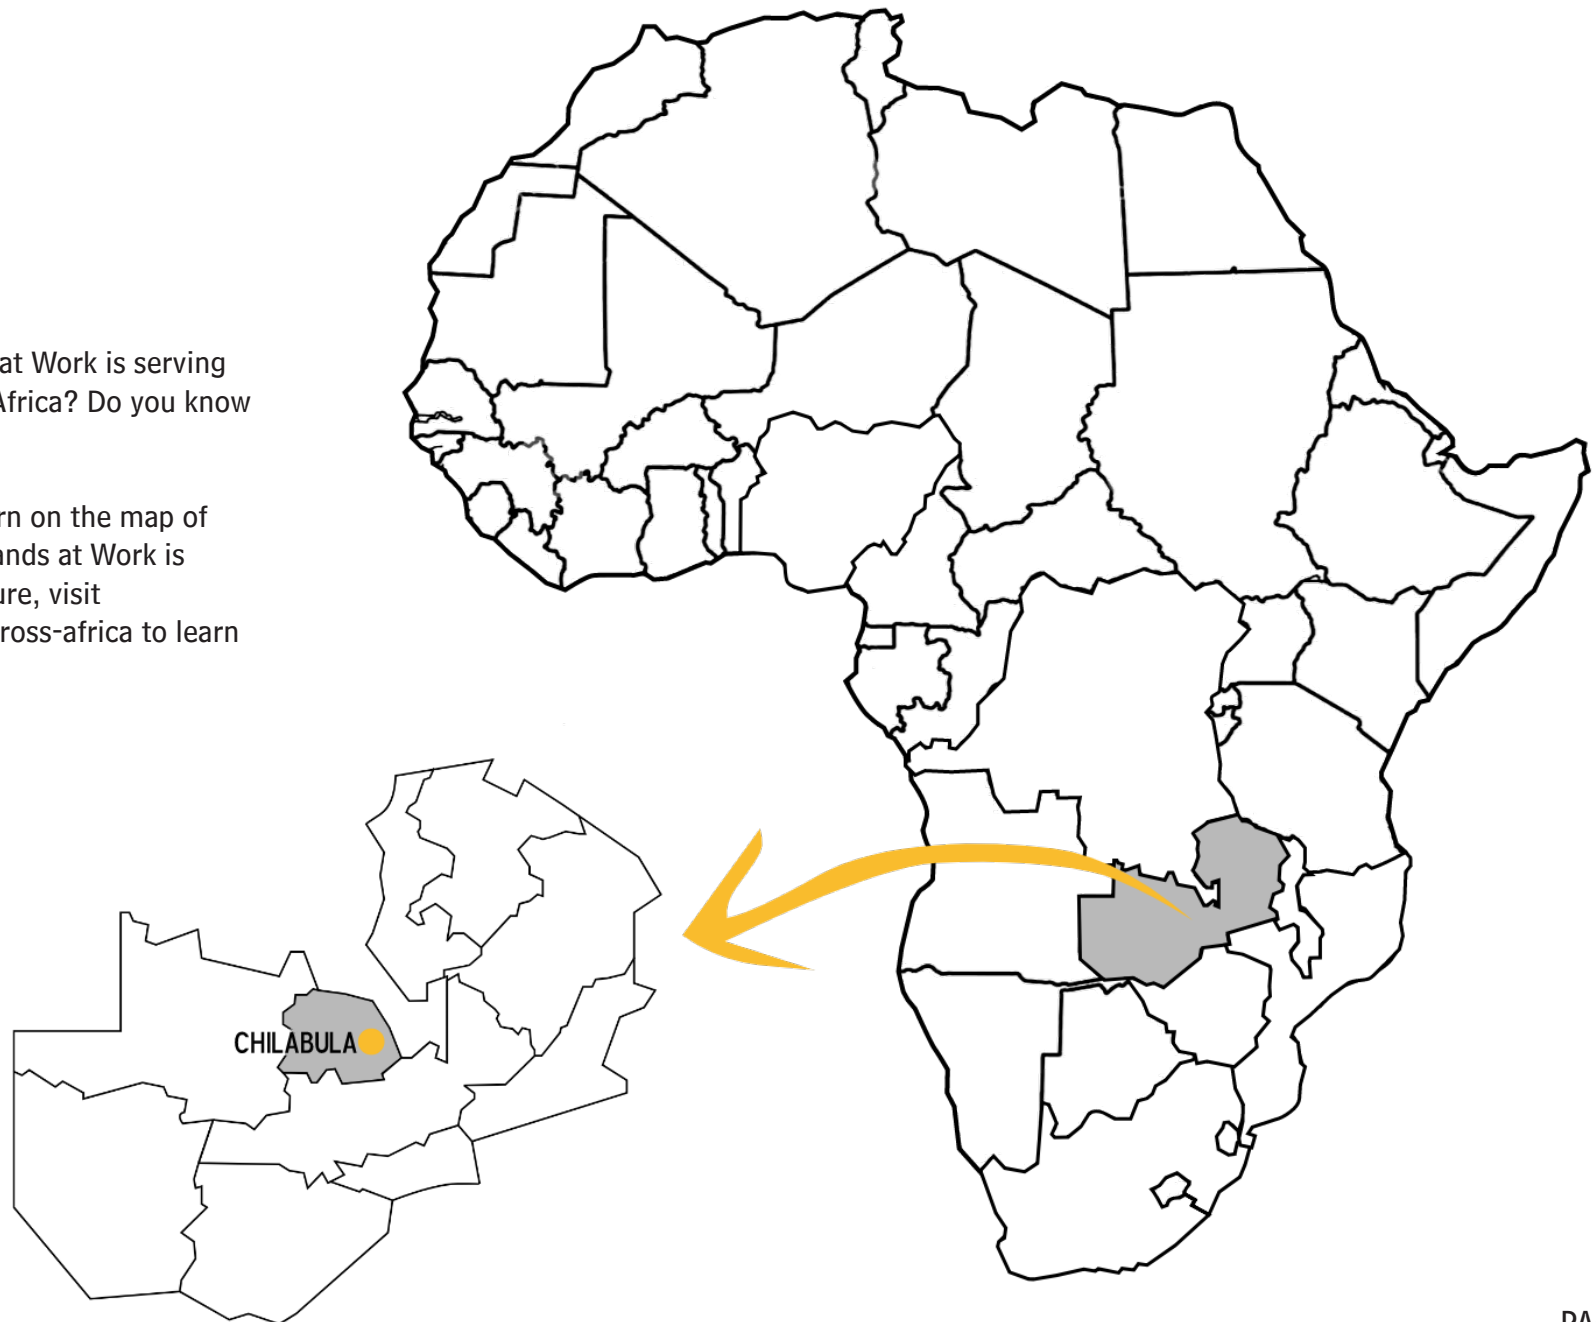 at Work is serving
Africa? Do you know
rn on the map of
ands at Work is
ure, visit
ross-africa to learn
CHILABULA
PA